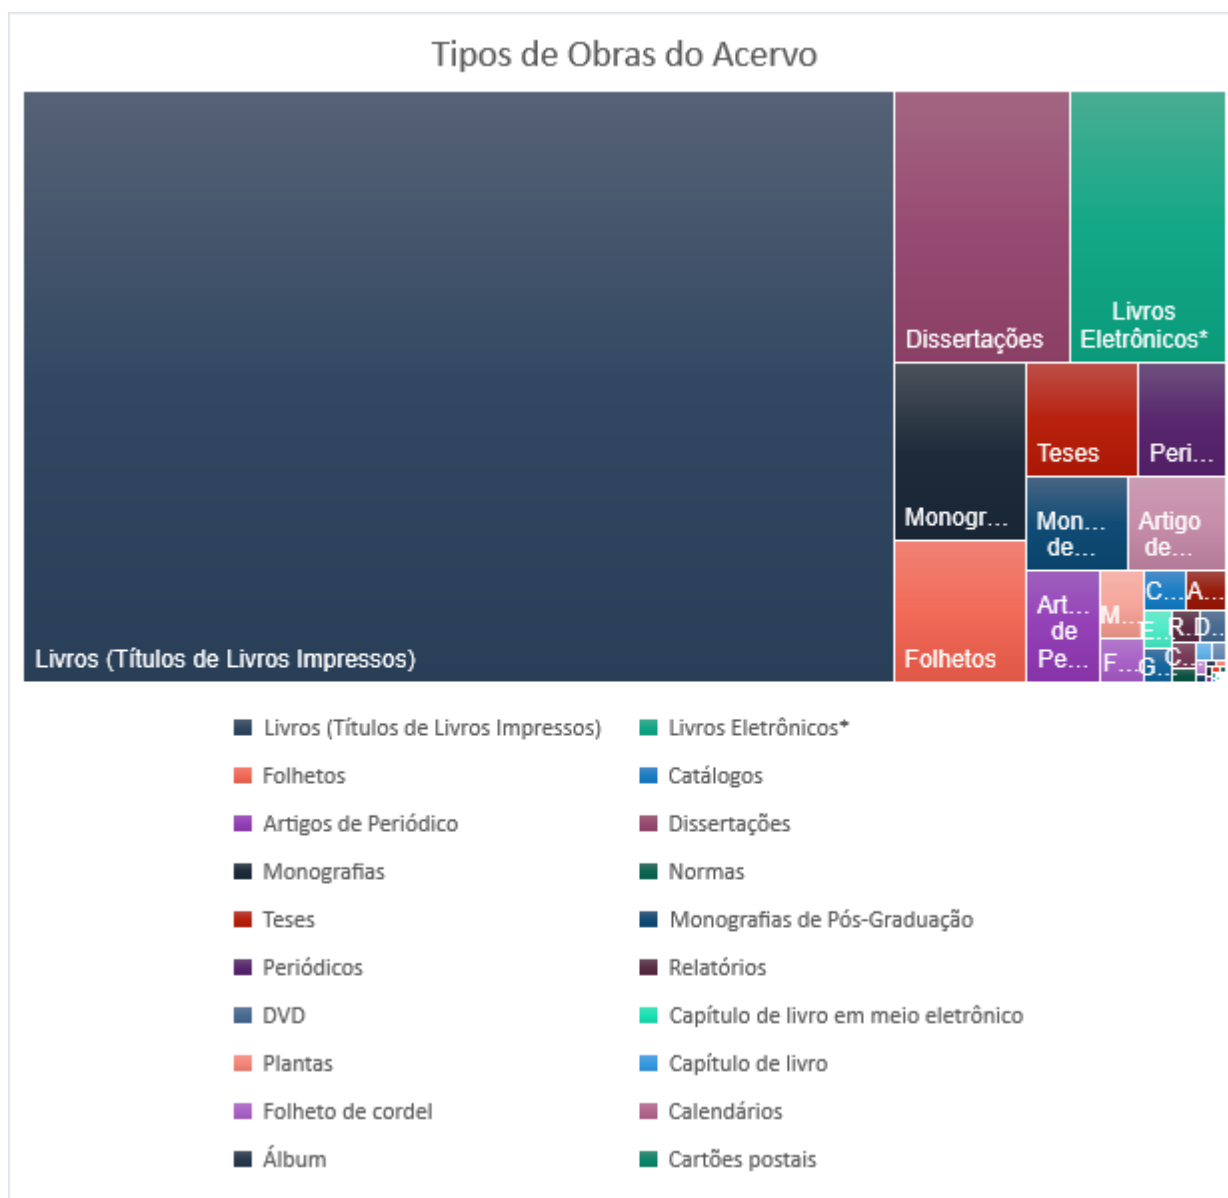 Tipos de Obras do Acervo
Livros (Títulos de Livros Impressos)
Dissertações
Livros
Eletrônicos*
Monogr...
Folhetos
Teses
Peri...
Mon...
de...
Artigo
de...
Art...
de
Pe...
M...
F...
C...
A...
E...
R...
D...
G...
C...
Livros (Títulos de Livros Impressos)
Livros Eletrônicos*
Folhetos
Catálogos
Artigos de Periódico
Dissertações
Monografias
Normas
Teses
Monografias de Pós-Graduação
Periódicos
Relatórios
DVD
Capítulo de livro em meio eletrônico
Plantas
Capítulo de livro
Folheto de cordel
Calendários
Álbum
Cartões postais